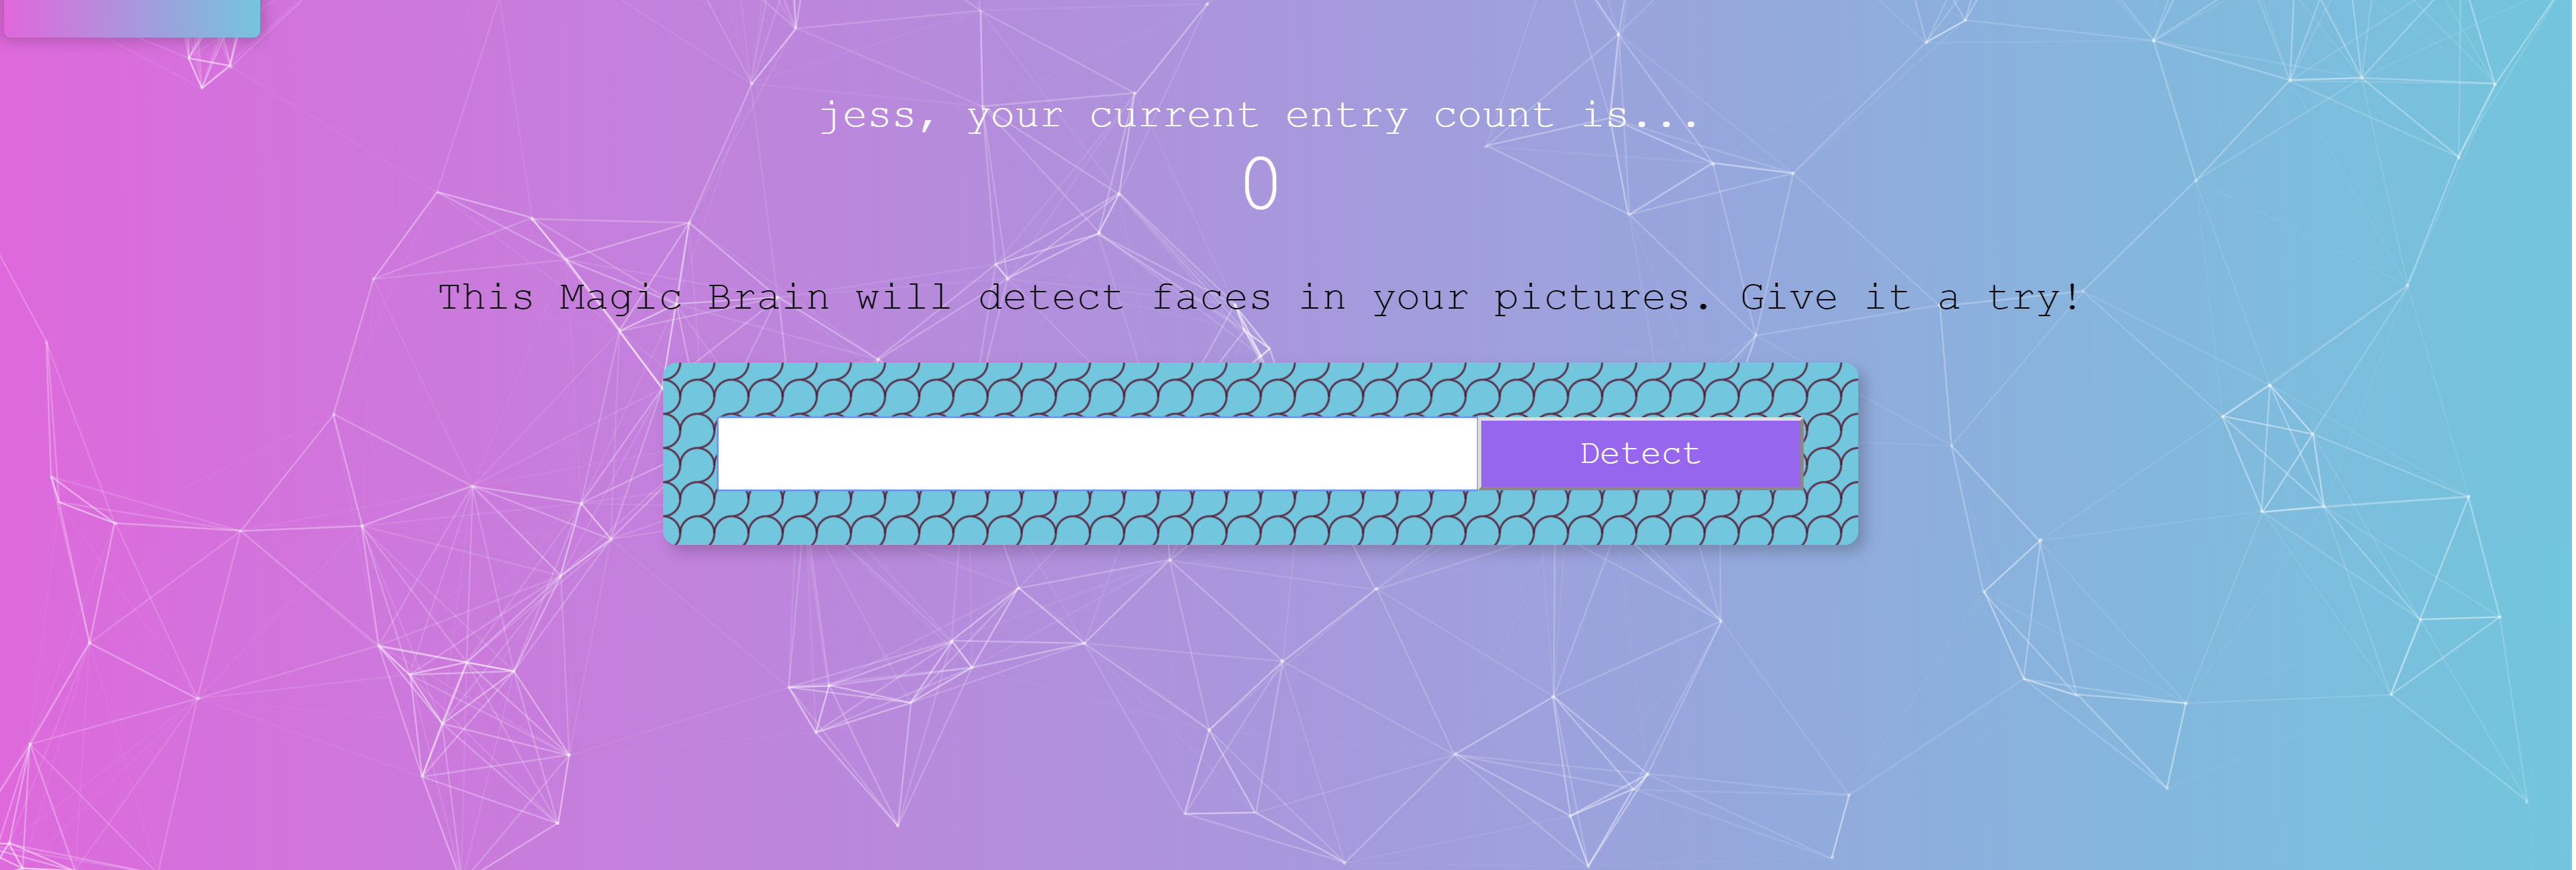 jess, your current entry count is...
0
This Magic Brain will detect faces in your pictures. Give it a try!
Detect